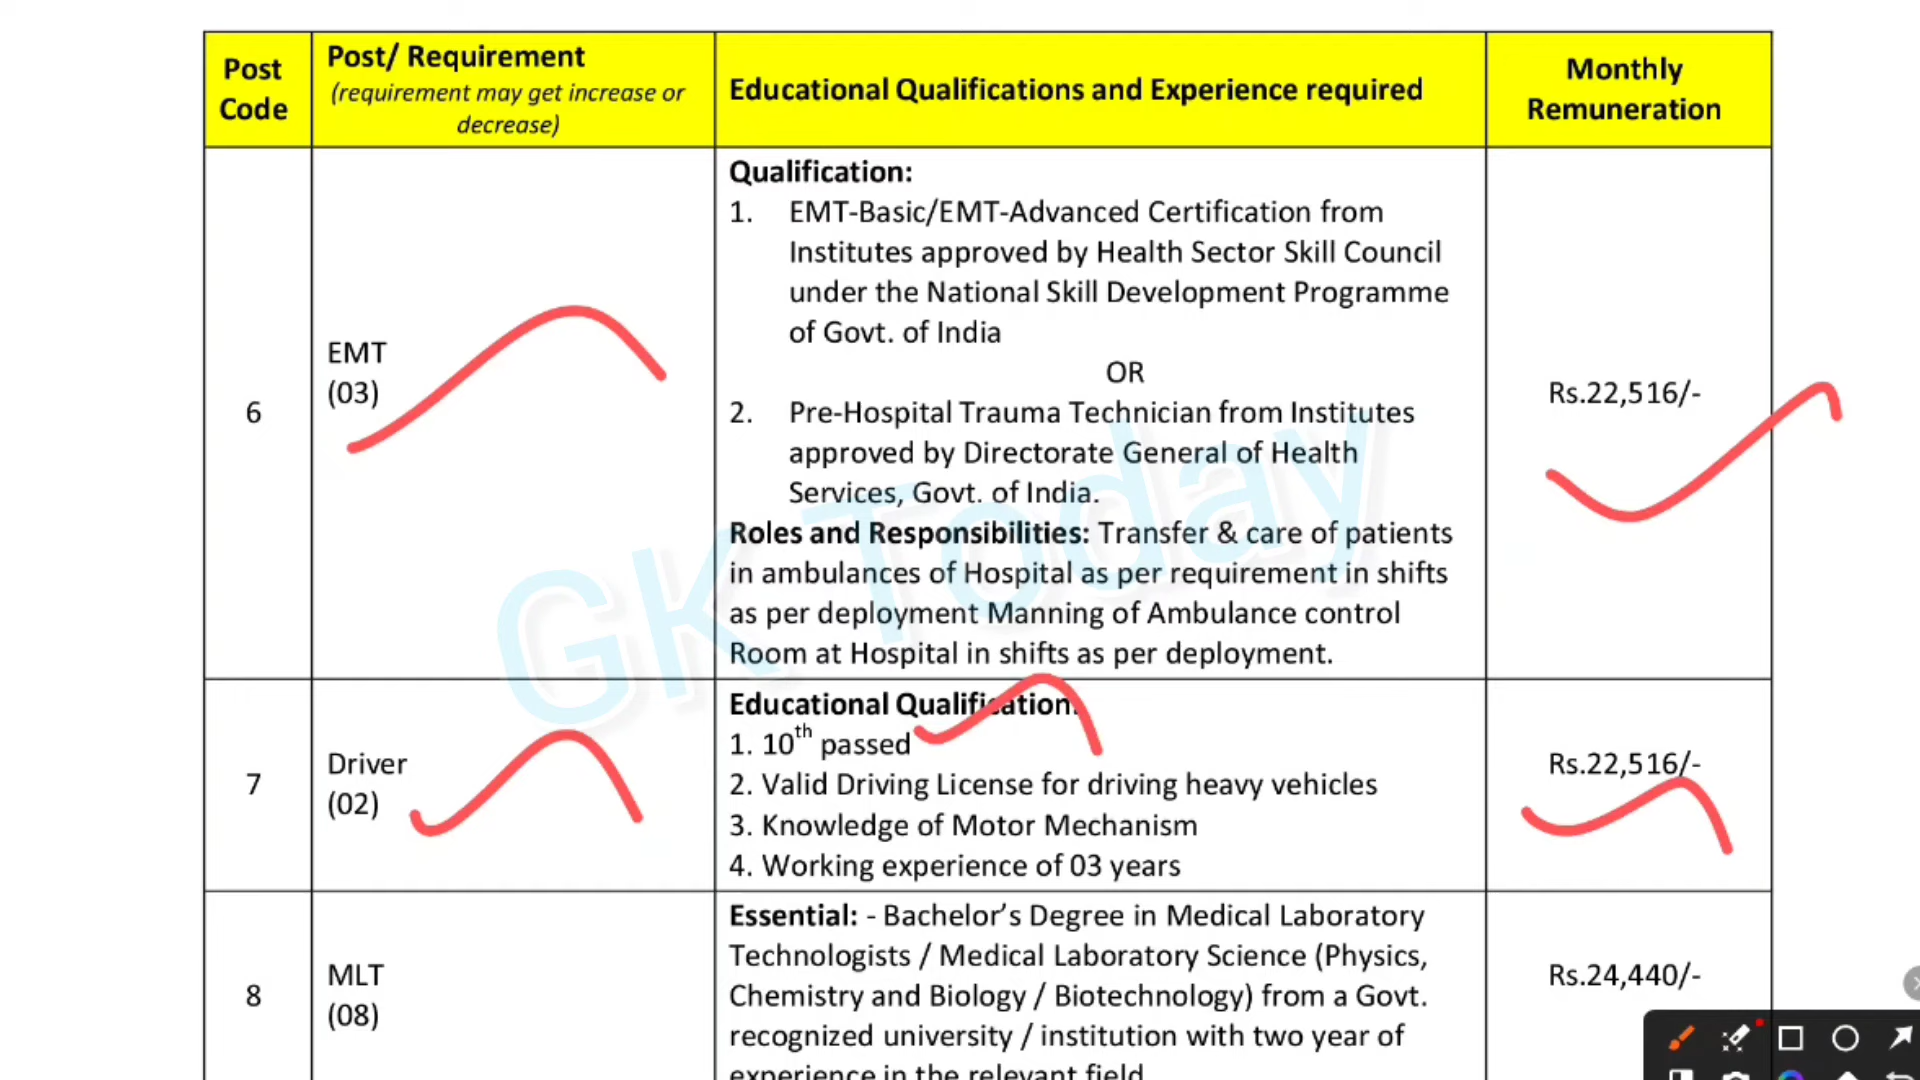 Post Code
Post/ Requirement
(requirement may get increase or decrease)
Educational Qualifications and Experience required
Monthly Remuneration
6
EMT
(03)
Qualification:
1. EMT-Basic/EMT-Advanced Certification from
Institutes approved by Health Sector Skill Council
under the National Skill Development Programme
of Govt. of India
OR
2. Pre-Hospital Trauma Technician from Institutes
approved by Directorate General of Health
Services, Govt. of India.
Roles and Responsibilities: Transfer & care of patients
in ambulances of Hospital as per requirement in shifts
as per deployment Manning of Ambulance control
Room at Hospital in shifts as per deployment.
Rs.22,516/-
7
Driver
(02)
Educational Qualification:
1. 10th passed
2. Valid Driving License for driving heavy vehicles
3. Knowledge of Motor Mechanism
4. Working experience of 03 years
Rs.22,516/-
8
MLT
(08)
Essential: - Bachelor’s Degree in Medical Laboratory
Technologists / Medical Laboratory Science (Physics,
Chemistry and Biology / Biotechnology) from a Govt.
recognized university / institution with two year of
experience in the relevant field
Rs.24,440/-
GK Today